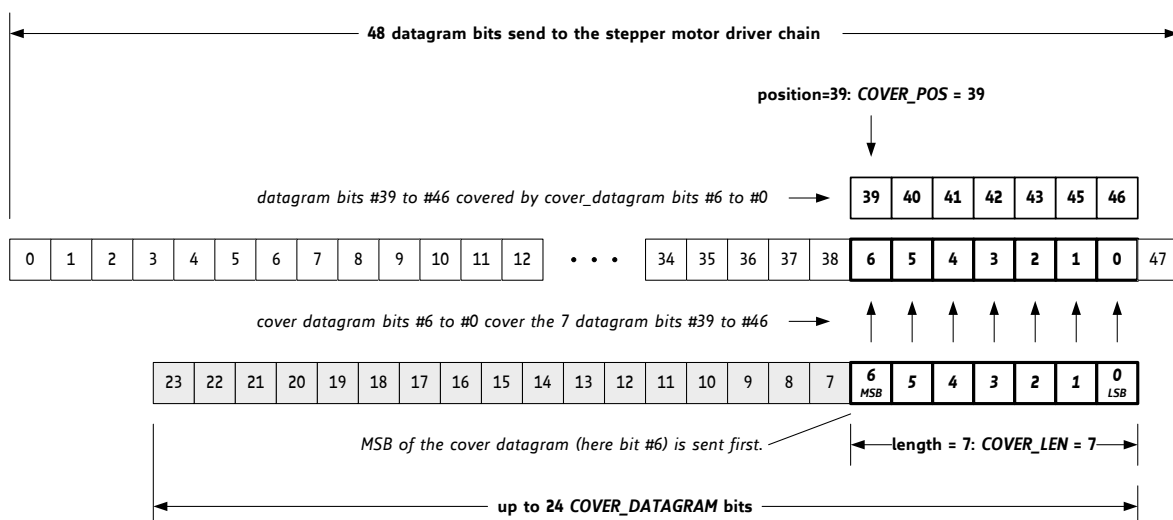 48 datagram bits send to the stepper motor driver chain
position=39: COVER_POS = 39
datagram bits #39 to #46 covered by cover_datagram bits #6 to #0
39 40 41 42 43 45 46
0 1 2 3 4 5 6 7 8 9 10 11 12 • • • 34 35 36 37 38 6 5 4 3 2 1 0 47
cover datagram bits #6 to #0 cover the 7 datagram bits #39 to #46
23 22 21 20 19 18 17 16 15 14 13 12 11 10 9 8 7 6 5 4 3 2 1 0
MSB LSB
MSB of the cover datagram (here bit #6) is sent first.
length = 7: COVER_LEN = 7
up to 24 COVER_DATAGRAM bits